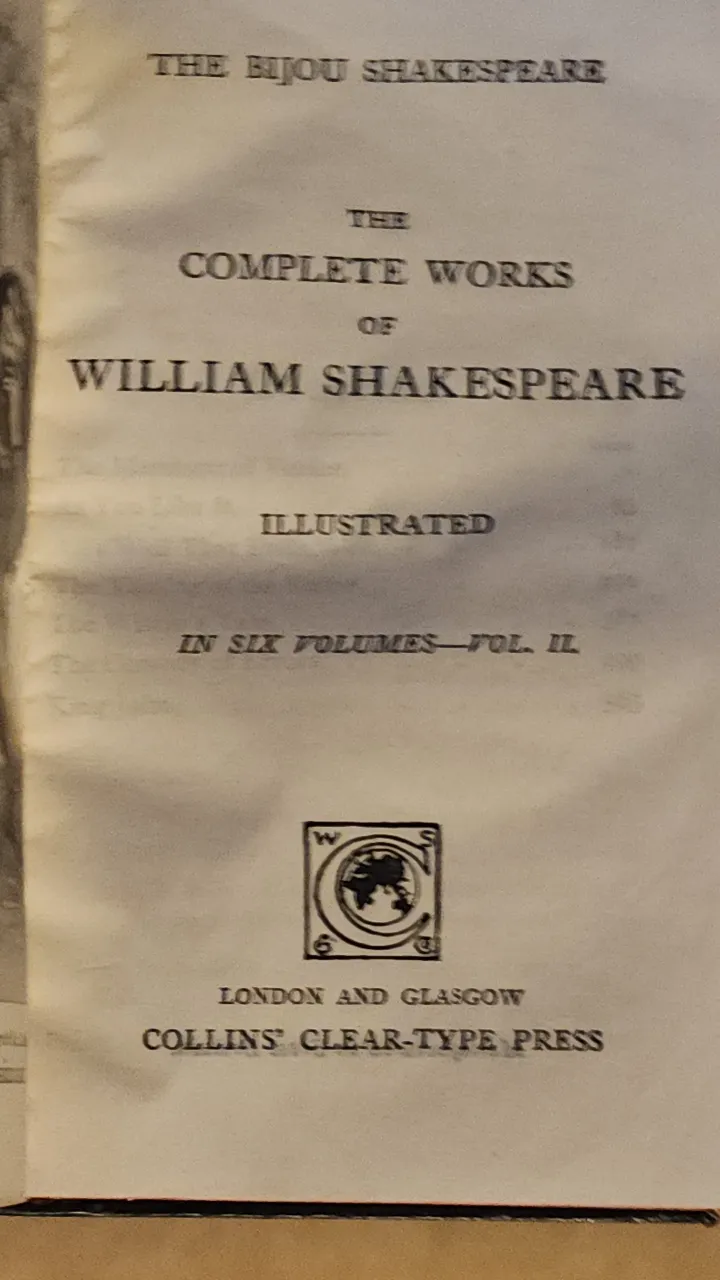 THE BIJOU SHAKESPEARE
THE
COMPLETE WORKS
OF
WILLIAM SHAKESPEARE
ILLUSTRATED
IN SIX VOLUMES—VOL. II.
W S
LONDON AND GLASGOW
COLLINS' CLEAR-TYPE PRESS